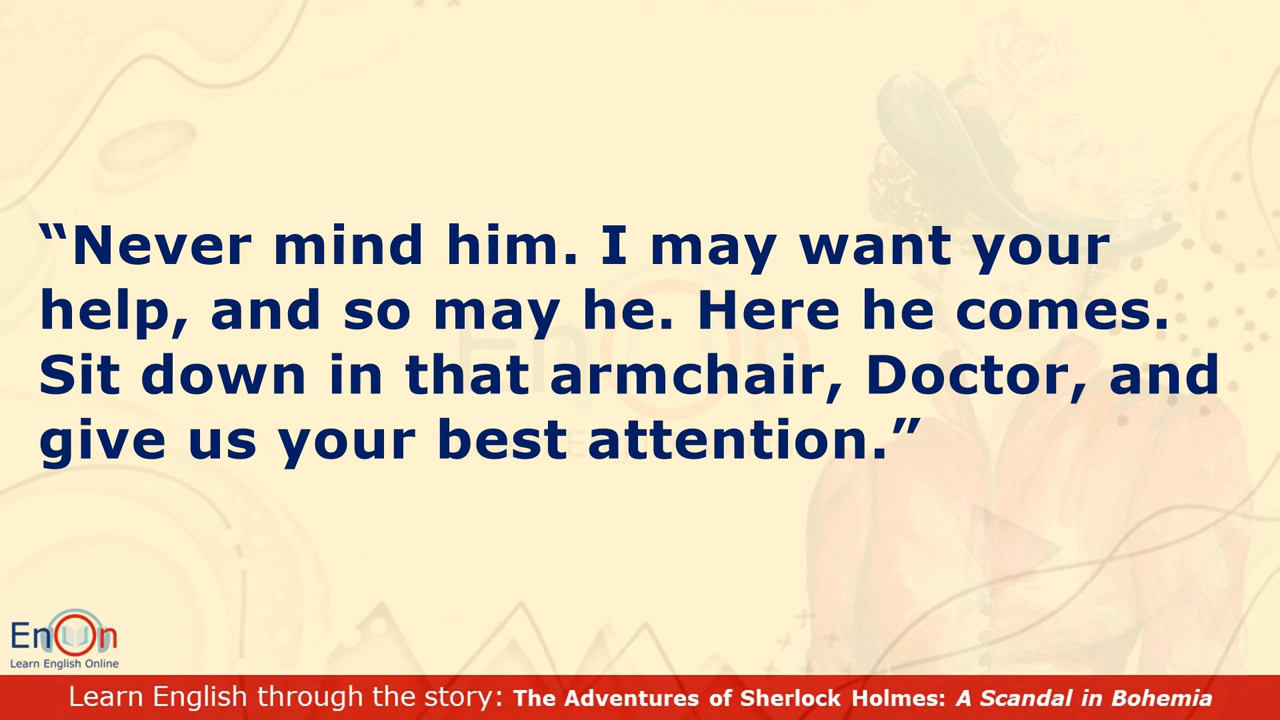 “Never mind him. I may want your
help, and so may he. Here he comes.
Sit down in that armchair, Doctor, and
give us your best attention.”
EnOn
Learn English Online
Learn English through the story: The Adventures of Sherlock Holmes: A Scandal in Bohemia